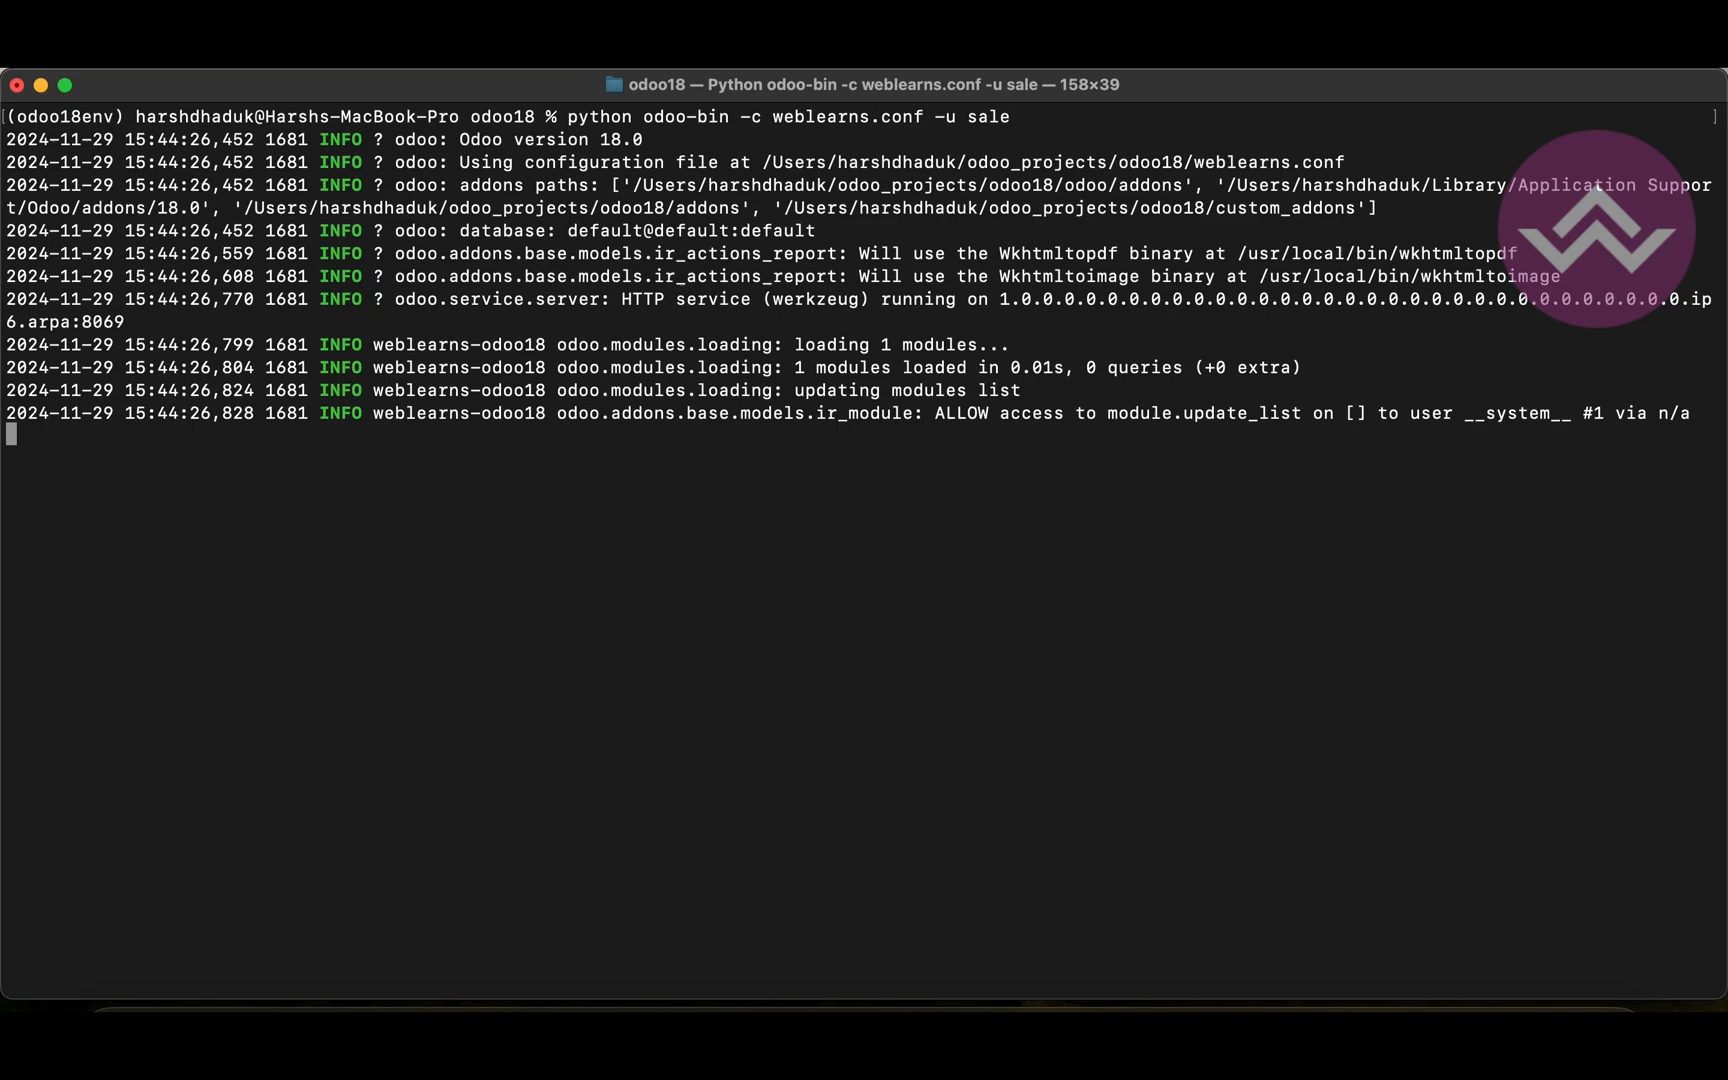 odoo18 — Python odoo-bin -c weblearns.conf -u sale — 158×39
[(odoo18env) harshdhaduk@Harshs-MacBook-Pro odoo18 % python odoo-bin -c weblearns.conf -u sale ]
2024-11-29 15:44:26,452 1681 INFO ? odoo: Odoo version 18.0
2024-11-29 15:44:26,452 1681 INFO ? odoo: Using configuration file at /Users/harshdhaduk/odoo_projects/odoo18/weblearns.conf
2024-11-29 15:44:26,452 1681 INFO ? odoo: addons paths: ['/Users/harshdhaduk/odoo_projects/odoo18/odoo/addons', '/Users/harshdhaduk/Library/Application Suppor
t/Odoo/addons/18.0', '/Users/harshdhaduk/odoo_projects/odoo18/addons', '/Users/harshdhaduk/odoo_projects/odoo18/custom_addons']
2024-11-29 15:44:26,452 1681 INFO ? odoo: database: default@default:default
2024-11-29 15:44:26,559 1681 INFO ? odoo.addons.base.models.ir_actions_report: Will use the Wkhtmltopdf binary at /usr/local/bin/wkhtmltopdf
2024-11-29 15:44:26,608 1681 INFO ? odoo.addons.base.models.ir_actions_report: Will use the Wkhtmltoimage binary at /usr/local/bin/wkhtmltoimage
2024-11-29 15:44:26,770 1681 INFO ? odoo.service.server: HTTP service (werkzeug) running on 1.0.0.0.0.0.0.0.0.0.0.0.0.0.0.0.0.0.0.0.0.0.0.0.0.0.0.0.0.0.0.0.ip
6.arpa:8069
2024-11-29 15:44:26,799 1681 INFO weblearns-odoo18 odoo.modules.loading: loading 1 modules...
2024-11-29 15:44:26,804 1681 INFO weblearns-odoo18 odoo.modules.loading: 1 modules loaded in 0.01s, 0 queries (+0 extra)
2024-11-29 15:44:26,824 1681 INFO weblearns-odoo18 odoo.modules.loading: updating modules list
2024-11-29 15:44:26,828 1681 INFO weblearns-odoo18 odoo.addons.base.models.ir_module: ALLOW access to module.update_list on [] to user __system__ #1 via n/a